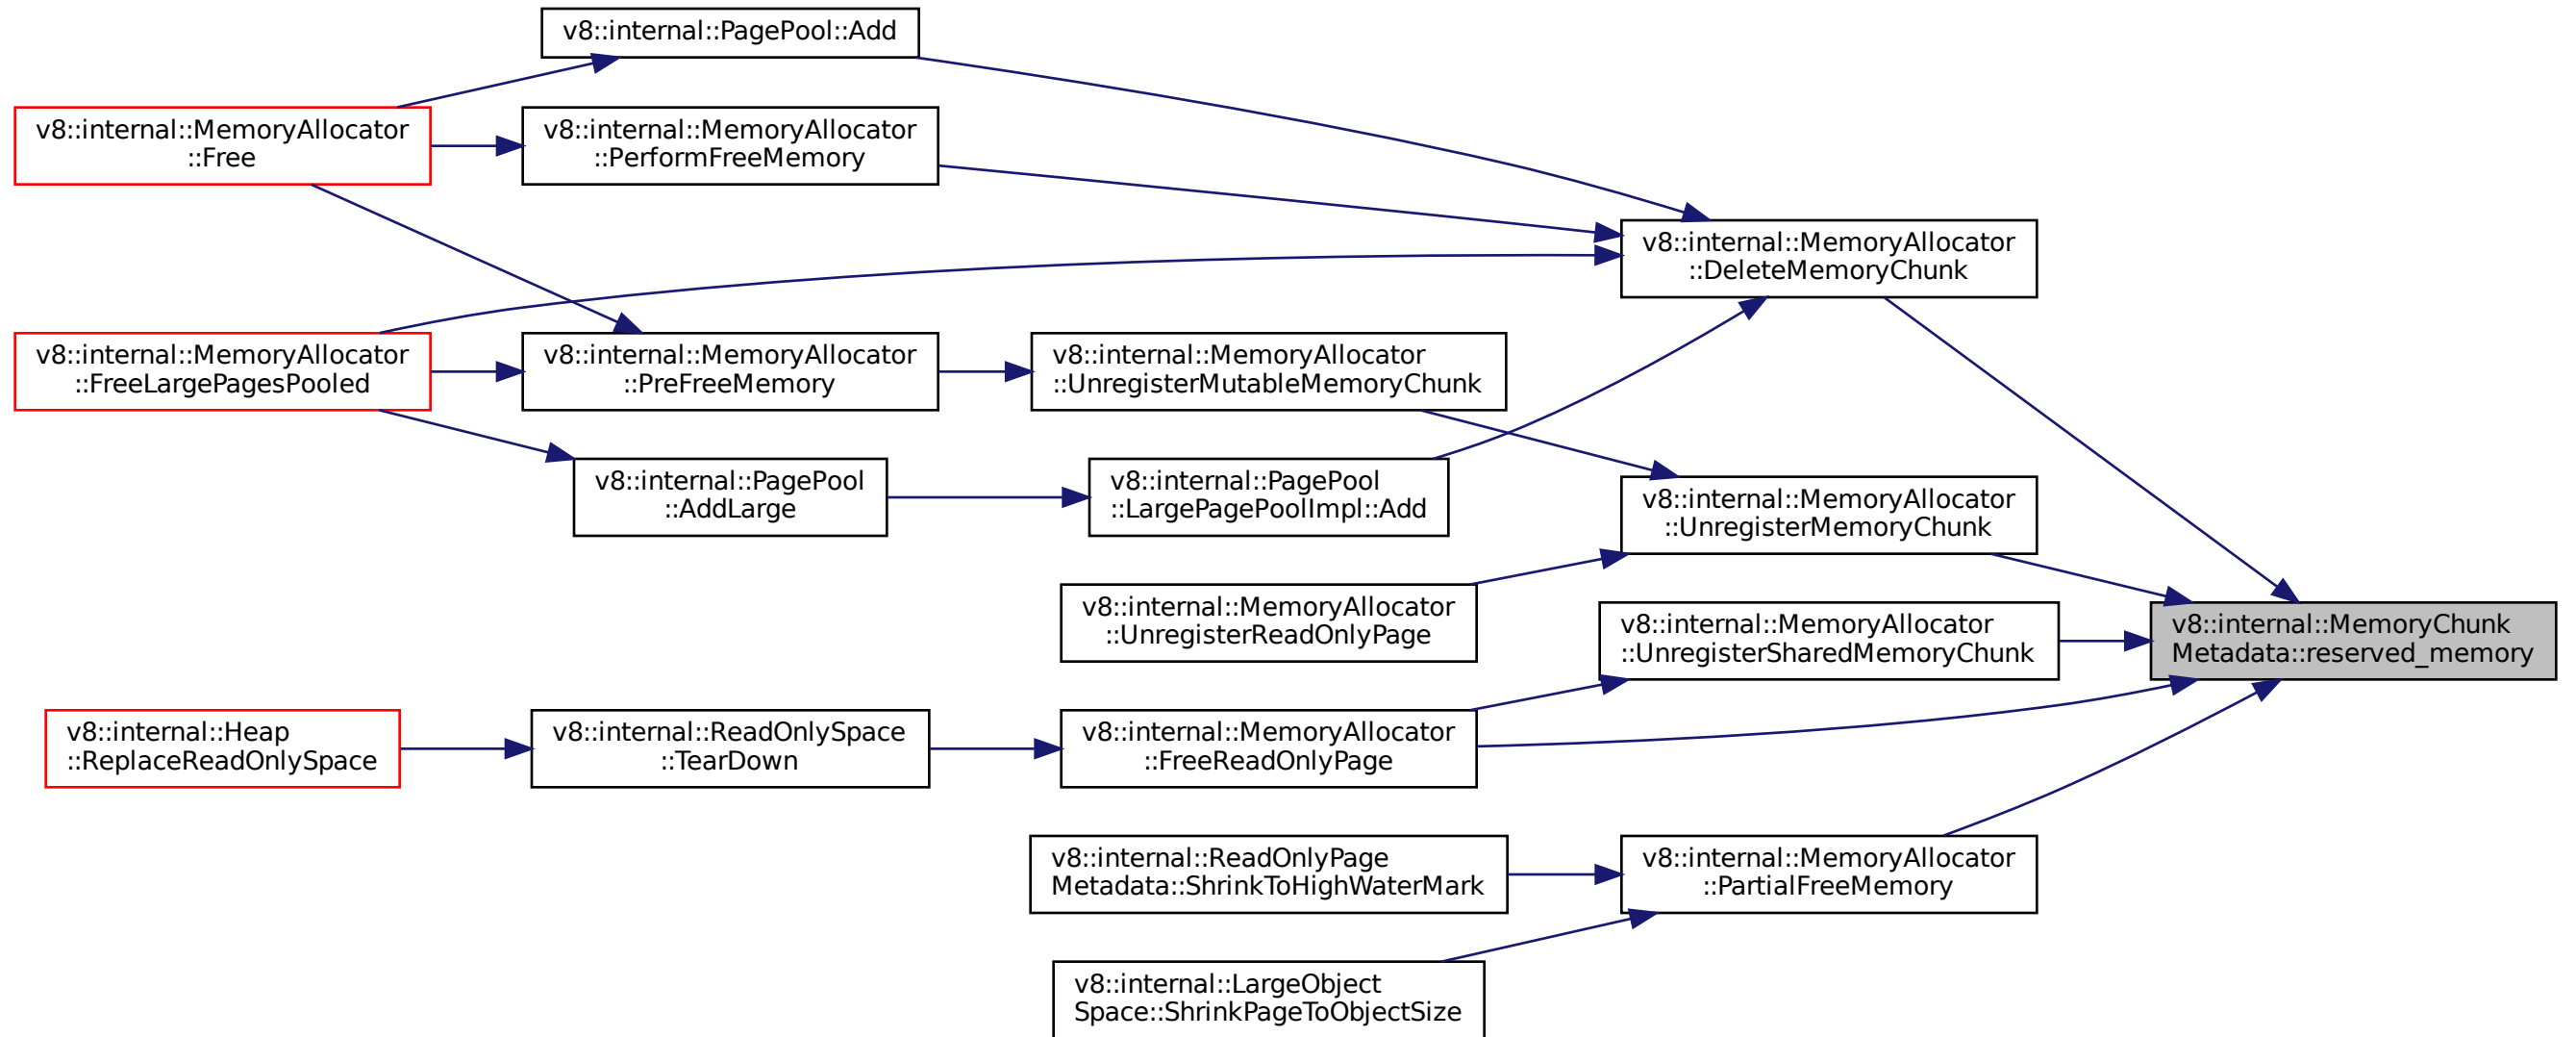 v8::internal::PagePool::Add
v8::internal::MemoryAllocator
::Free
v8::internal::MemoryAllocator
::PerformFreeMemory
v8::internal::MemoryAllocator
::DeleteMemoryChunk
v8::internal::MemoryAllocator
::FreeLargePagesPooled
v8::internal::MemoryAllocator
::PreFreeMemory
v8::internal::MemoryAllocator
::UnregisterMutableMemoryChunk
v8::internal::PagePool
::AddLarge
v8::internal::PagePool
::LargePagePoolImpl::Add
v8::internal::MemoryAllocator
::UnregisterMemoryChunk
v8::internal::MemoryAllocator
::UnregisterReadOnlyPage
v8::internal::MemoryAllocator
::UnregisterSharedMemoryChunk
v8::internal::MemoryChunk
Metadata::reserved_memory
v8::internal::Heap
::ReplaceReadOnlySpace
v8::internal::ReadOnlySpace
::TearDown
v8::internal::MemoryAllocator
::FreeReadOnlyPage
v8::internal::ReadOnlyPage
Metadata::ShrinkToHighWaterMark
v8::internal::MemoryAllocator
::PartialFreeMemory
v8::internal::LargeObject
Space::ShrinkPageToObjectSize